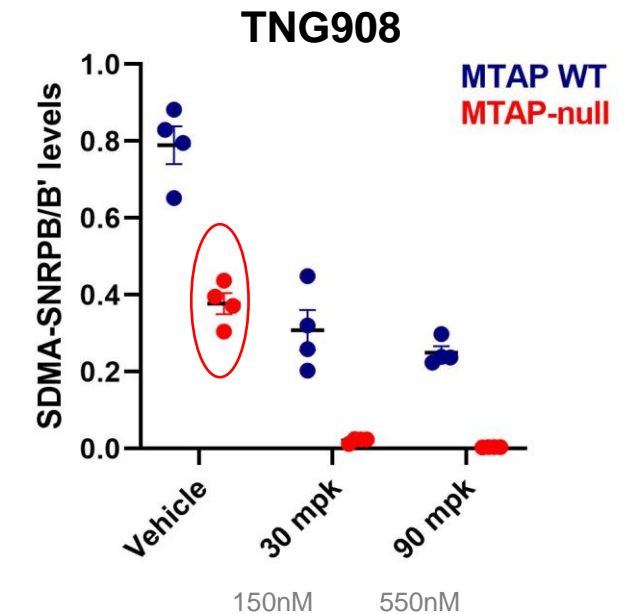 TNG908
MTAP WT
MTAP-null
SDMA-SNRPB/B' levels
1.0
0.8
0.6
0.4
0.2
0.0
Vehicle
30 mpk
90 mpk
150nM
550nM